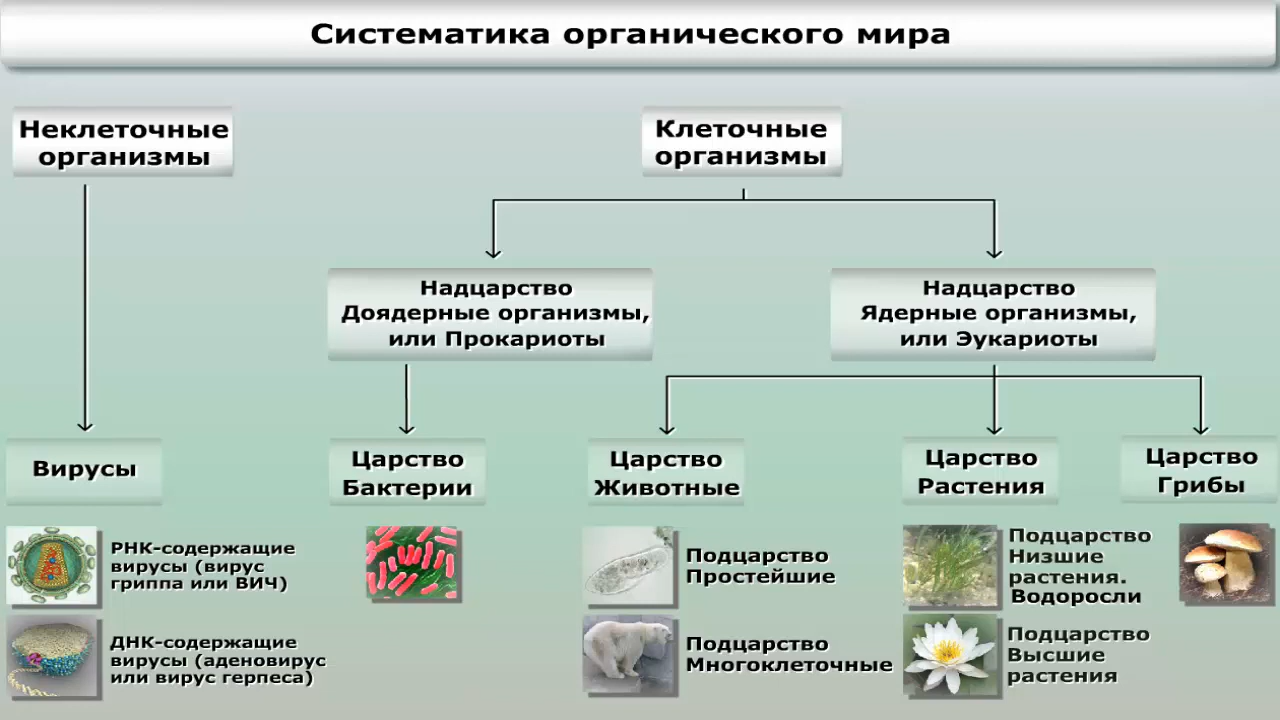 Систематика органического мира
Неклеточные
организмы
Клеточные
организмы
Надцарство
Доядерные организмы,
или Прокариоты
Надцарство
Ядерные организмы,
или Эукариоты
Вирусы
Царство
Бактерии
Царство
Животные
Царство
Растения
Царство
Грибы
РНК-содержащие
вирусы (вирус
гриппа или ВИЧ)
ДНК-содержащие
вирусы (аденовирус
или вирус герпеса)
Подцарство
Простейшие
Подцарство
Многоклеточные
Подцарство
Низшие
растения.
Водоросли
Подцарство
Высшие
растения